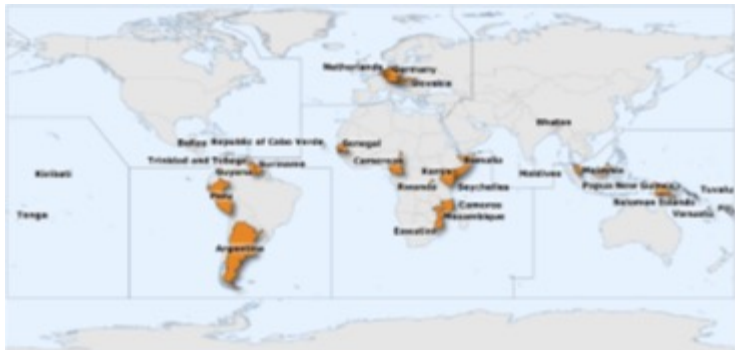 Netherlands Germany
Slovakia
Bhutan
Belize Republic of Cabo Verde Senegal
Trinidad and Tobago Suriname Cameroon Somalia
Guyana Kenya Maldives Malaysia
Kiribati
Rwanda Seychelles Papua New Guinea Tuvalu
Peru
Comoros Solomon Islands
Tonga Mozambique Vanuatu
Eswatini
Argentina